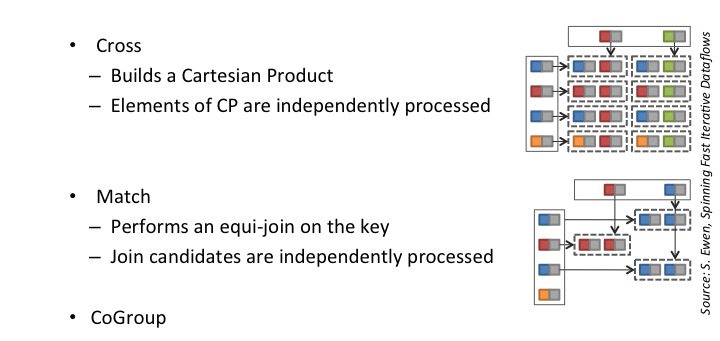 • Cross
– Builds a Cartesian Product
– Elements of CP are independently processed
• Match
– Performs an equi-join on the key
– Join candidates are independently processed
• CoGroup
Source: S. Ewen, Spinning Fast Iterative Dataflows